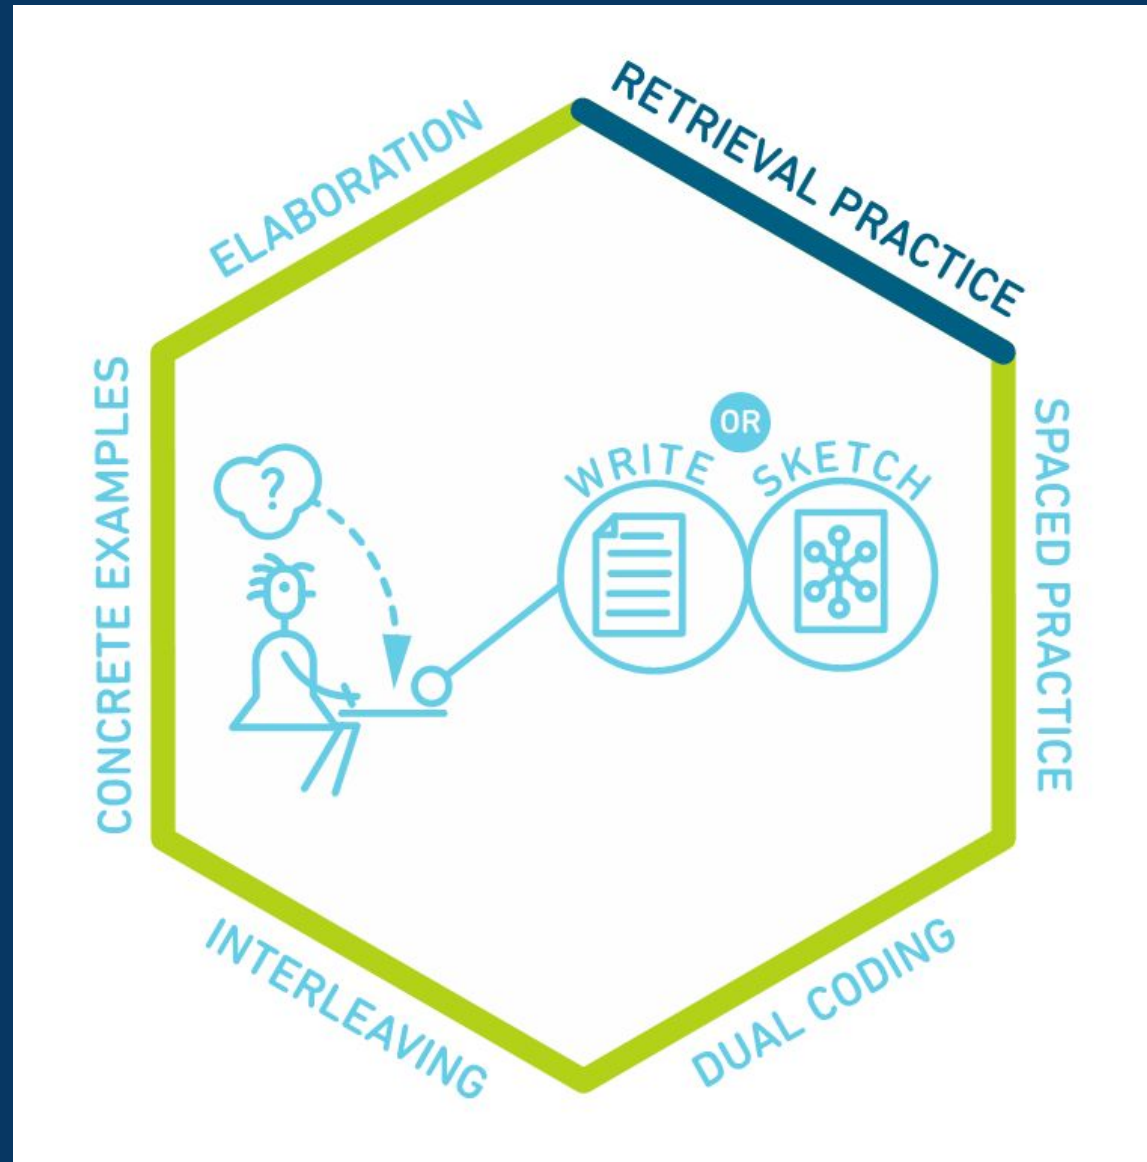 RETRIEVAL PRACTICE
ELABORATION
OR
WRITE
SKETCH
?
CONCRETE EXAMPLES
SPACED PRACTICE
INTERLEAVING
DUAL CODING